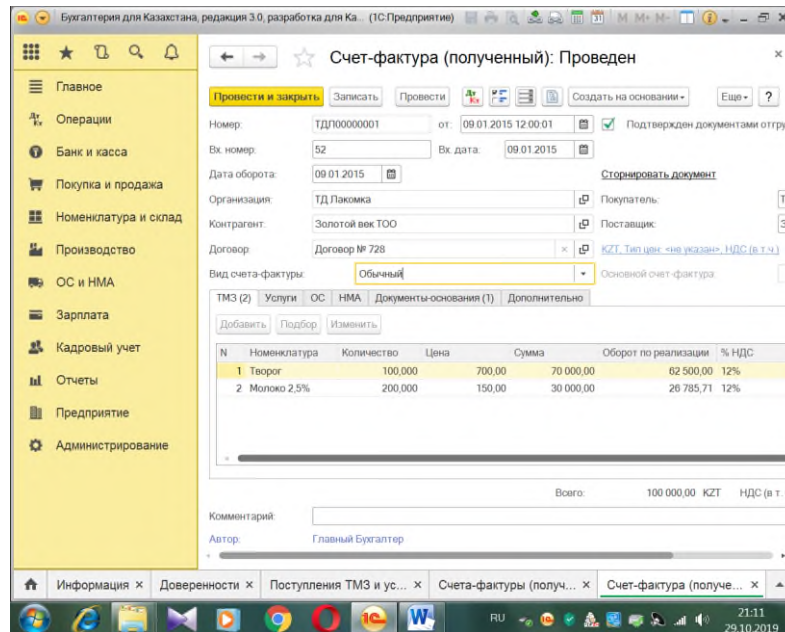 Бухгалтерия для Казахстана, редакция 3.0, разработка для Ка... (1С:Предприятие) M M+ M-
Счет-фактура (полученный): Проведен
Главное
Операции
Банк и касса
Покупка и продажа
Номенклатура и склад
Производство
ОС и НМА
Зарплата
Кадровый учет
Отчеты
Предприятие
Администрирование
Провести и закрыть Записать Провести Создать на основании Еще ?
Номер: ТДЛ00000001 от: 09.01.2015 12:00:01 Подтвержден документами отгру
Вх. номер: 52 Вх. дата: 09.01.2015
Дата оборота: 09.01.2015 Сторнировать документ
Организация: ТД Лакомка Покупатель:
Контрагент: Золотой век ТОО Поставщик:
Договор: Договор № 728 KZT, Тип цен: <не указан>, НДС (в т.ч.)
Вид счета-фактуры: Обычный Основной счет-фактура
ТМЗ (2) Услуги ОС НМА Документы-основания (1) Дополнительно
Добавить Подбор Изменить
N Номенклатура Количество Цена Сумма Оборот по реализации % НДС
1 Творог 100,000 700,00 70 000,00 62 500,00 12%
2 Молоко 2,5% 200,000 150,00 30 000,00 26 785,71 12%
Всего: 100 000,00 KZT НДС (в т.
Комментарий:
Автор: Главный Бухгалтер
Информация Доверенности Поступления ТМЗ и ус... Счета-фактуры (получ... Счет-фактура (получе...
RU 21:11
29.10.2019